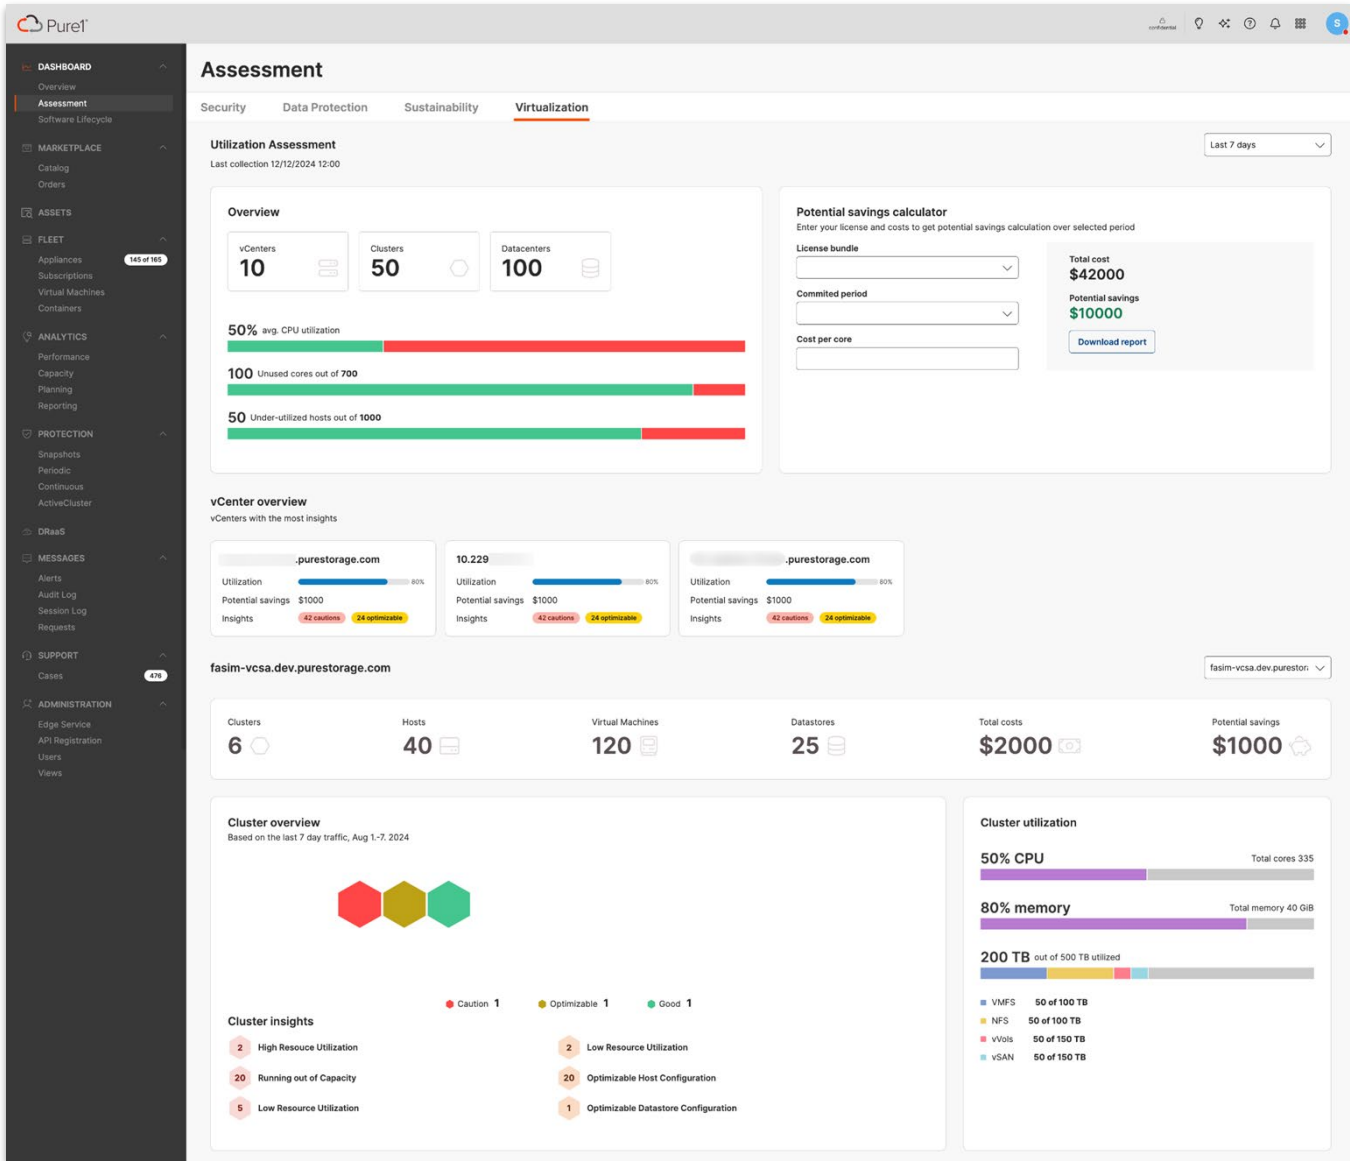 Pure1®
confidential
S
DASHBOARD
Overview
Assessment
Software Lifecycle
MARKETPLACE
Catalog
Orders
ASSETS
FLEET
Appliances 145 of 165
Subscriptions
Virtual Machines
Containers
ANALYTICS
Performance
Capacity
Planning
Reporting
PROTECTION
Snapshots
Periodic
Continuous
ActiveCluster
DRaaS
MESSAGES
Alerts
Audit Log
Session Log
Requests
SUPPORT
Cases 476
ADMINISTRATION
Edge Service
API Registration
Users
Views
Assessment
Security Data Protection Sustainability Virtualization
Utilization Assessment
Last collection 12/12/2024 12:00
Last 7 days
Overview
vCenters
10
Clusters
50
Datacenters
100
50% avg. CPU utilization
100 Unused cores out of 700
50 Under-utilized hosts out of 1000
Potential savings calculator
Enter your license and costs to get potential savings calculation over selected period
License bundle
Commited period
Cost per core
Total cost
$42000
Potential savings
$10000
Download report
vCenter overview
vCenters with the most insights
.purestorage.com
Utilization 80%
Potential savings $1000
Insights 42 cautions 24 optimizable
10.229
Utilization 80%
Potential savings $1000
Insights 42 cautions 24 optimizable
.purestorage.com
Utilization 80%
Potential savings $1000
Insights 42 cautions 24 optimizable
fasim-vcsa.dev.purestorage.com
fasim-vcsa.dev.purestor
Clusters
6
Hosts
40
Virtual Machines
120
Datastores
25
Total costs
$2000
Potential savings
$1000
Cluster overview
Based on the last 7 day traffic, Aug 1.-7. 2024
Caution 1 Optimizable 1 Good 1
Cluster insights
2 High Resouce Utilization
20 Running out of Capacity
5 Low Resource Utilization
2 Low Resource Utilization
20 Optimizable Host Configuration
1 Optimizable Datastore Configuration
Cluster utilization
50% CPU Total cores 335
80% memory Total memory 40 GiB
200 TB out of 500 TB utilized
VMFS 50 of 100 TB
NFS 50 of 100 TB
vVols 50 of 150 TB
vSAN 50 of 150 TB